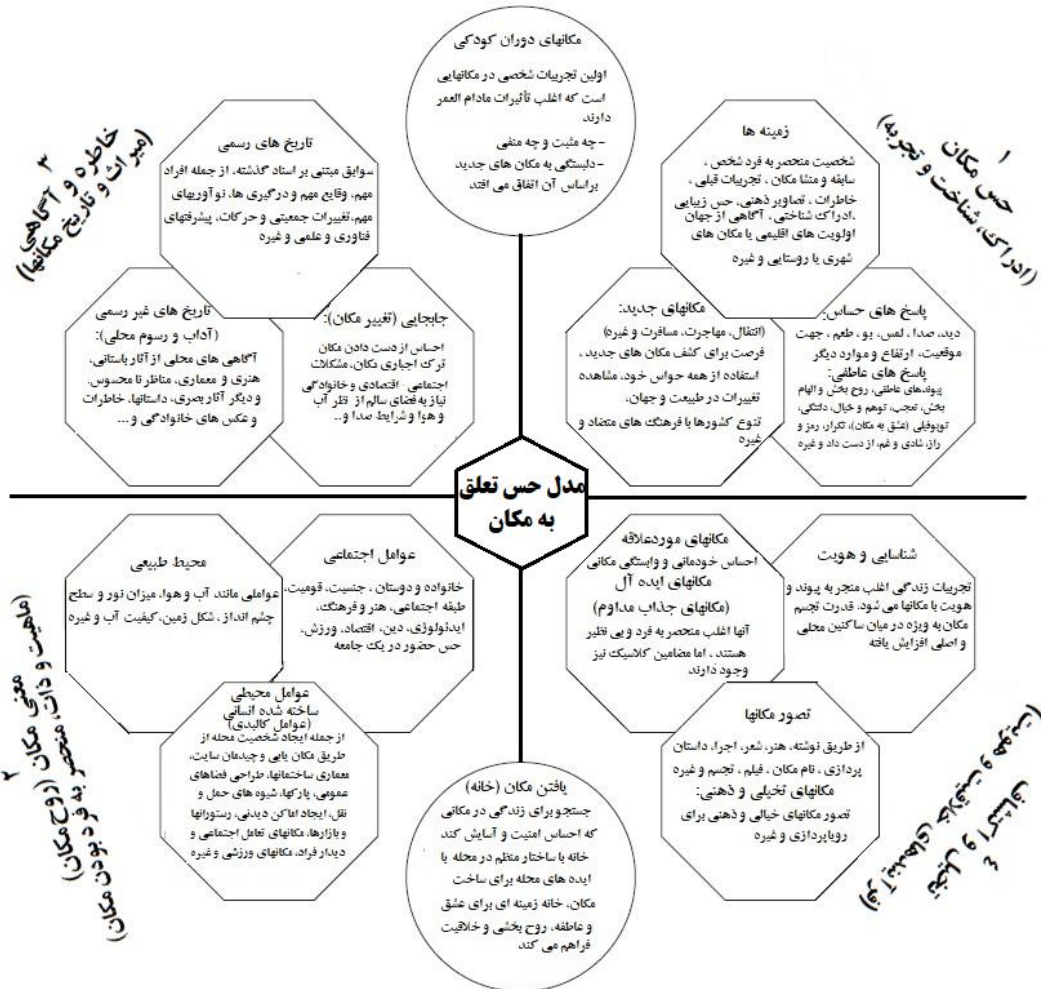 مکانهای دوران کودکی
اولین تجربیات شخصی در مکانهایی
است که اغلب تأثیرات مادام العمر
دارند
-چه مثبت و چه منفی
-دلبستگی به مکان های جدید
براساس آن اتفاق می افتد
۱
حس مکان
(ادراک، شناخت و تجربه)
زمینه ها
شخصیت منحصر به فرد شخص ،
سابقه و منشا مکان ، تجربیات قبلی ،
خاطرات ، تصاویر ذهنی، حس زیبایی
،ادراک شناختی ، آگاهی از جهان
اولویت های اقلیمی یا مکان های
شهری یا روستایی و غیره
پاسخ های حساس:
دید، صدا ، لمس، بو ، طعم ، جهت
موقعیت، ارتفاع و موارد دیگر
پاسخ های عاطفی:
پیوندهای عاطفی، روح بخش و الهام
بخش، تعجب، توهم و خیال، دلتنگی،
توپوفیلی (عشق به مکان)، تکرار، رمز و
راز، شادی و غم، از دست داد و غیره
مکانهای جدید:
(انتقال، مهاجرت، مسافرت و غیره)
فرصت برای کشف مکان های جدید ،
استفاده از همه حواس خود، مشاهده
تغییرات در طبیعت و جهان،
تنوع کشورها با فرهنگ های متضاد و
غیره
۳
خاطره و آگاهی
(میراث و تاریخ مکانها)
تاریخ های رسمی
سوابق مبتنی بر اسناد گذشته، از جمله افراد
مهم، وقایع مهم و درگیری ها، نوآوریهای
مهم، تغییرات جمعیتی و حرکات، پیشرفتهای
فناوری و علمی و غیره
جابجایی (تغییر مکان):
احساس از دست دادن مکان
ترک اجباری مکان، مشکلات
اجتماعی - اقتصادی و خانوادگی
نیاز به فضای سالم از نظر آب
و هوا و شرایط صدا و...
تاریخ های غیر رسمی
(آداب و رسوم محلی):
آگاهی های محلی از آثار باستانی،
هنری و معماری، مناظر نامحسوس.
و دیگر آثار بصری، داستانها، خاطرات
و عکس های خانوادگی و ...
مدل حس تعلق
به مکان
مکانهای موردعلاقه
احساس خودمانی و وابستگی مکانی
مکانهای ایده آل
(مکانهای جذاب مداوم)
آنها اغلب منحصر به فرد و بی نظیر
هستند ، اما مضامین کلاسیک نیز
وجود دارند
شناسایی و هویت
تجربیات زندگی اغلب منجر به پیوند و
هویت با مکانها می شود. قدرت تجسم
مکان به ویژه در میان ساکنین محلی
و اصلی افزایش یافته
تصور مکانها
از طریق نوشته، هنر، شعر، اجرا، داستان
پردازی ، نام مکان ، فیلم ، تجسم و غیره
مکانهای تخیلی و ذهنی:
تصور مکانهای خیالی و ذهنی برای
رویاپردازی و غیره
٤
تخیل و اکتشاف
(فرآیندهای خلاقیت و هویت)
عوامل اجتماعی
خانواده و دوستان ، جنسیت، قومیت،
طبقه اجتماعی، هنر و فرهنگ،
ایدئولوژی، دین، اقتصاد، ورزش،
حس حضور در یک جامعه
محیط طبیعی
عواملی مانند آب و هوا، میزان نور و سطح
چشم انداز ، شکل زمین، کیفیت آب و غیره
عوامل محیطی
ساخته شده انسانی
(عوامل کالبدی)
از جمله ایجاد شخصیت محله از
طریق مکان یابی و چیدمان سایت،
معماری ساختمانها، طراحی فضاهای
عمومی، پارکها، شیوه های حمل و
نقل، ایجاد اماکن دیدنی، رستورانها
و بازارها، مکانهای تعامل اجتماعی و
دیدار فراد، مکانهای ورزشی و غیره
۲
معنی مکان (روح مکان)
(ماهیت و ذات، منحصر به فرد بودن مکان)
یافتن مکان (خانه)
جستجو برای زندگی در مکانی
که احساس امنیت و آسایش کند
خانه با ساختار منظم در محله با
ایده های محله برای ساخت
مکان، خانه زمینه ای برای عشق
و عاطفه، روح بخشی و خلاقیت
فراهم می کند